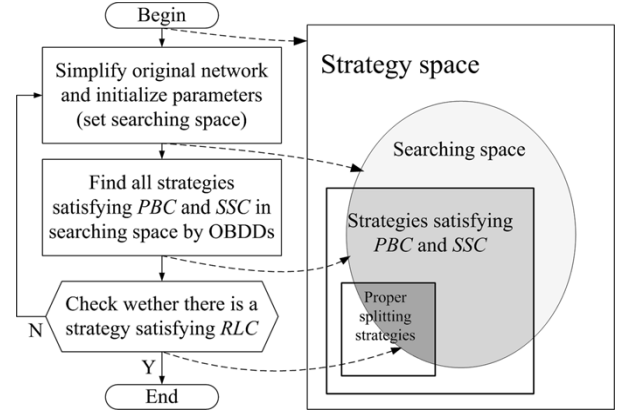 Begin
Simplify original network
and initialize parameters
(set searching space)
Find all strategies
satisfying PBC and SSC in
searching space by OBDDs
Check wether there is a
strategy satisfying RLC
N
Y
End
Strategy space
Searching space
Strategies satisfying
PBC and SSC
Proper
splitting
strategies